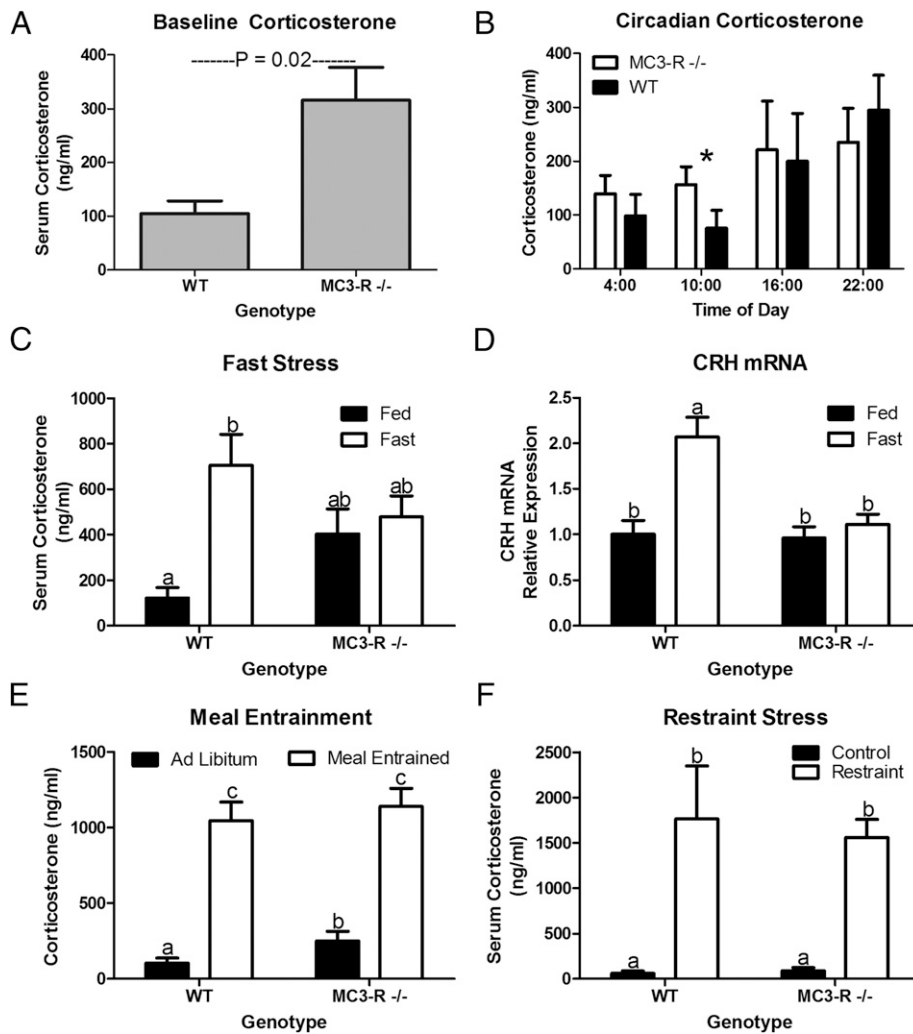 A
Baseline Corticosterone
-------P = 0.02-------
Serum Corticosterone
(ng/ml)
400
300
200
100
0
WT
MC3-R -/-
Genotype
B
Circadian Corticosterone
MC3-R -/-
WT
Corticosterone (ng/ml)
400
300
200
100
0
*
4:00
10:00
16:00
22:00
Time of Day
C
Fast Stress
Fed
Fast
Serum Corticosterone
(ng/ml)
1000
800
600
400
200
0
a
b
ab
ab
WT
MC3-R -/-
Genotype
D
CRH mRNA
Fed
Fast
CRH mRNA
Relative Expression
2.5
2.0
1.5
1.0
0.5
0.0
b
a
b
b
WT
MC3-R -/-
Genotype
E
Meal Entrainment
Ad Libitum
Meal Entrained
Corticosterone (ng/ml)
1500
1000
500
0
a
c
b
c
WT
MC3-R -/-
Genotype
F
Restraint Stress
Control
Restraint
Serum Corticosterone
(ng/ml)
2500
2000
1500
1000
500
0
a
b
a
b
WT
MC3-R -/-
Genotype